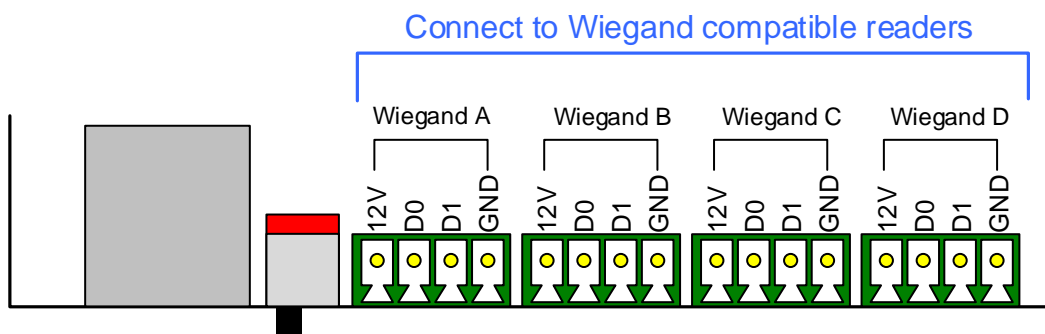 Connect to Wiegand compatible readers
Wiegand A
Wiegand B
Wiegand C
Wiegand D
12V
D0
D1
GND
12V
D0
D1
GND
12V
D0
D1
GND
12V
D0
D1
GND